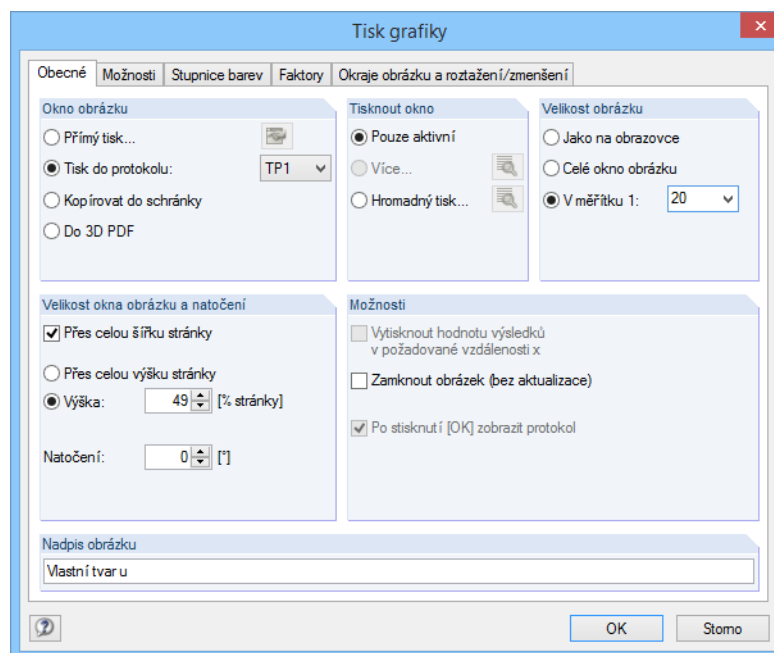 Tisk grafiky
Obecné Možnosti Stupnice barev Faktory Okraje obrázku a roztažení/zmenšení
Okno obrázku
Přímý tisk...
Tisk do protokolu: TP1
Kopírovat do schránky
Do 3D PDF
Tisknout okno
Pouze aktivní
Více...
Hromadný tisk...
Velikost obrázku
Jako na obrazovce
Celé okno obrázku
V měřítku 1: 20
Velikost okna obrázku a natočení
Přes celou šířku stránky
Přes celou výšku stránky
Výška: 49 [% stránky]
Natočení: 0 [°]
Možnosti
Vytisknout hodnotu výsledků
v požadované vzdálenosti x
Zamknout obrázek (bez aktualizace)
Po stisknutí [OK] zobrazit protokol
Nadpis obrázku
Vlastní tvar u
OK Storno